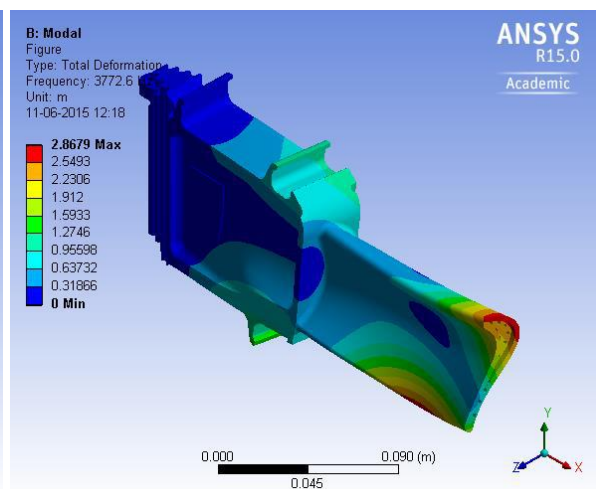 B: Modal
Figure
Type: Total Deformation
Frequency: 3772.6
Unit: m
11-06-2015 12:18
2.8679 Max
2.5493
2.2306
1.912
1.5933
1.2746
0.95598
0.63732
0.31866
0 Min
ANSYS
R15.0
Academic
0.000
0.090 (m)
0.045
Y
Z
X